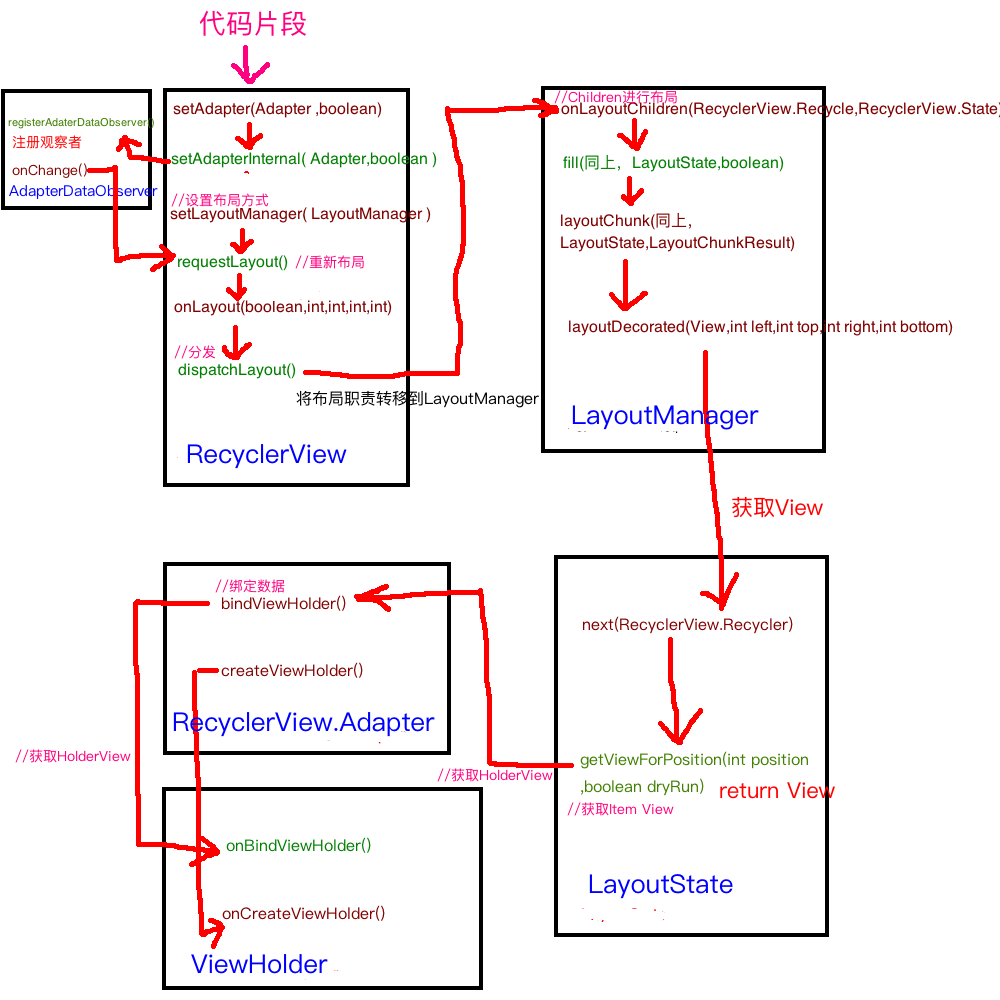 代码片段
registerAdaterDataObserver()
注册观察者
onChange()
AdapterDataObserver
setAdapter(Adapter ,boolean)
setAdapterInternal( Adapter,boolean )
//设置布局方式
setLayoutManager( LayoutManager )
requestLayout() //重新布局
onLayout(boolean,int,int,int,int)
//分发
dispatchLayout()
将布局职责转移到LayoutManager
RecyclerView
//Children进行布局
onLayoutChildren(RecyclerView.Recycle,RecyclerView.State)
fill(同上，LayoutState,boolean)
layoutChunk(同上，
LayoutState,LayoutChunkResult)
layoutDecorated(View,int left,int top,int right,int bottom)
LayoutManager
获取View
//绑定数据
bindViewHolder()
createViewHolder()
RecyclerView.Adapter
//获取HolderView
next(RecyclerView.Recycler)
getViewForPosition(int position
,boolean dryRun)
return View
//获取Item View
//获取HolderView
LayoutState
onBindViewHolder()
onCreateViewHolder()
ViewHolder